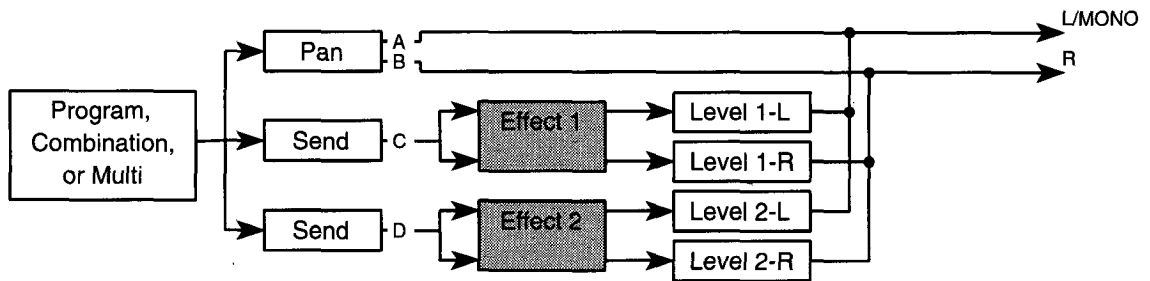 L/MONO
Pan
A
B
R
Program,
Combination,
or Multi
Send
C
Effect 1
Level 1-L
Level 1-R
Send
D
Effect 2
Level 2-L
Level 2-R